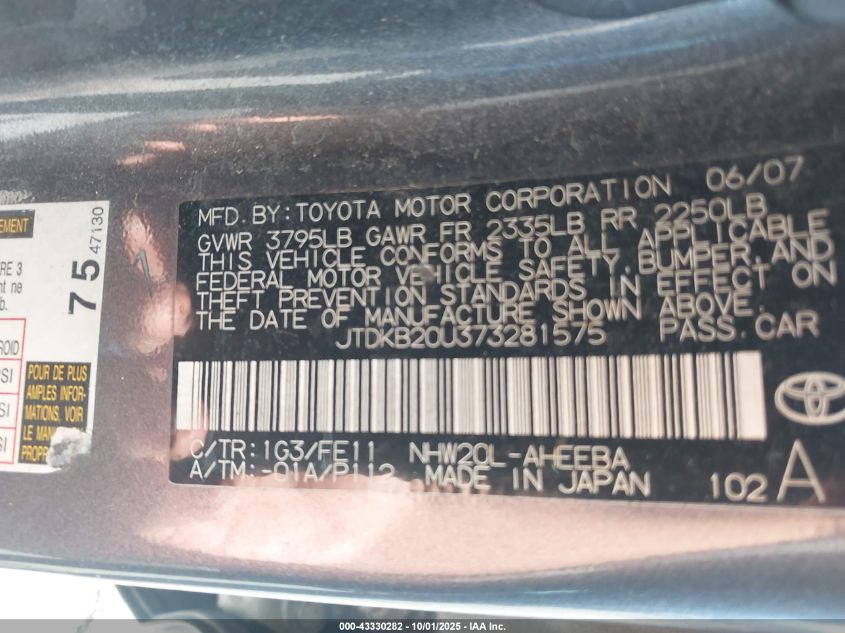 MFD. BY: TOYOTA MOTOR CORPORATION 06/07
GVWR 3795LB GAWR FR 2335LB RR 2250LB
THIS VEHICLE CONFORMS TO ALL APPLICABLE
FEDERAL MOTOR VEHICLE SAFETY, BUMPER, AND
THEFT PREVENTION STANDARDS IN EFFECT ON
THE DATE OF MANUFACTURE SHOWN ABOVE.
JTDKB20U373281575 PASS. CAR
C/TR: 1G3/FE11 NHW20L-AHEEBA
A/TM: -01A/P112 MADE IN JAPAN 102 A
75 47130
POUR DE PLUS
AMPLES INFOR-
MATIONS, VOIR
LE MANUEL
000-43330282 - 10/01/2025 - IAA Inc.